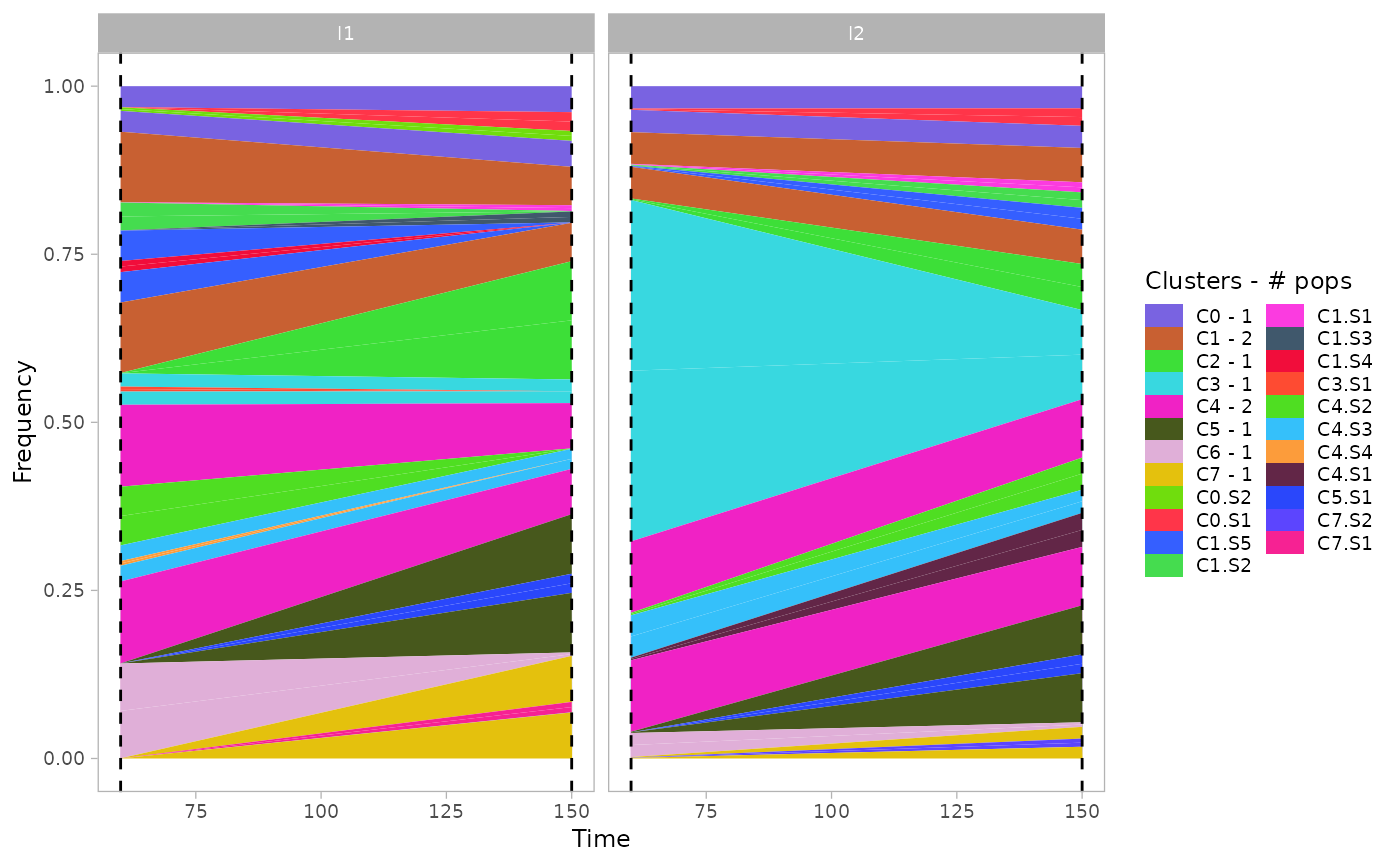 I1
I2
1.00
0.75
0.50
0.25
0.00
Frequency
75
100
125
150
75
100
125
150
Time
Clusters - # pops
C0 - 1
C1 - 2
C2 - 1
C3 - 1
C4 - 2
C5 - 1
C6 - 1
C7 - 1
C0.S2
C0.S1
C1.S5
C1.S2
C1.S1
C1.S3
C1.S4
C3.S1
C4.S2
C4.S3
C4.S4
C4.S1
C5.S1
C7.S2
C7.S1